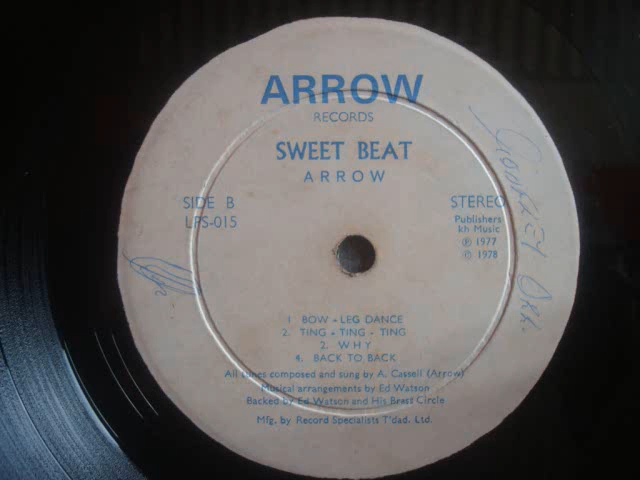 ARROW
RECORDS
SWEET BEAT
ARROW
SIDE B
LPS-015
STEREO
Publishers
kh Music
℗ 1977
© 1978
1 BOW - LEG DANCE
2. TING - TING - TING
2. WHY
4. BACK TO BACK
All tunes composed and sung by A. Cassell (Arrow)
Musical arrangements by Ed Watson
Backed by Ed Watson and His Brass Circle
Mfg. by Record Specialists T'dad. Ltd.